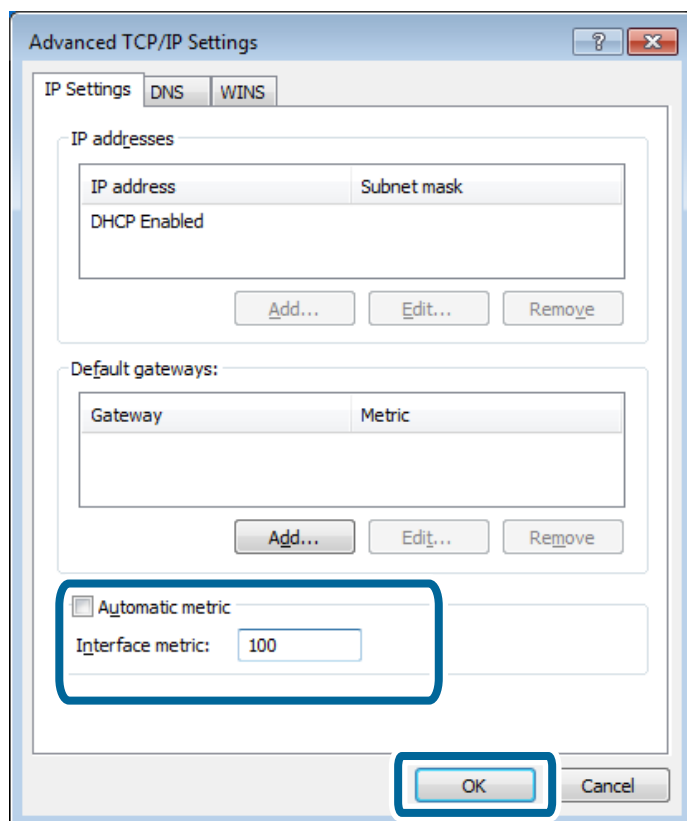 Advanced TCP/IP Settings
IP Settings DNS WINS
IP addresses
IP address Subnet mask
DHCP Enabled
Add... Edit... Remove
Default gateways:
Gateway Metric
Add... Edit... Remove
Automatic metric
Interface metric: 100
OK Cancel